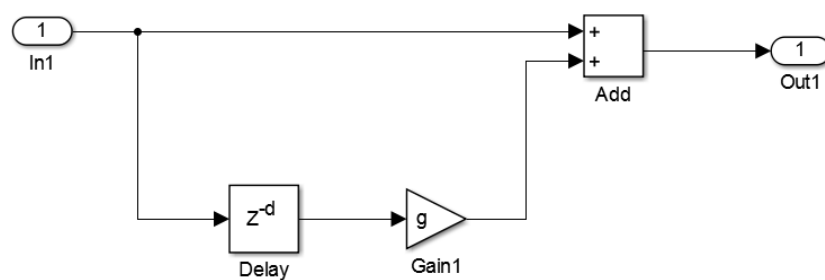 1
In1
+
+
Add
1
Out1
z⁻ᵈ
Delay
g
Gain1